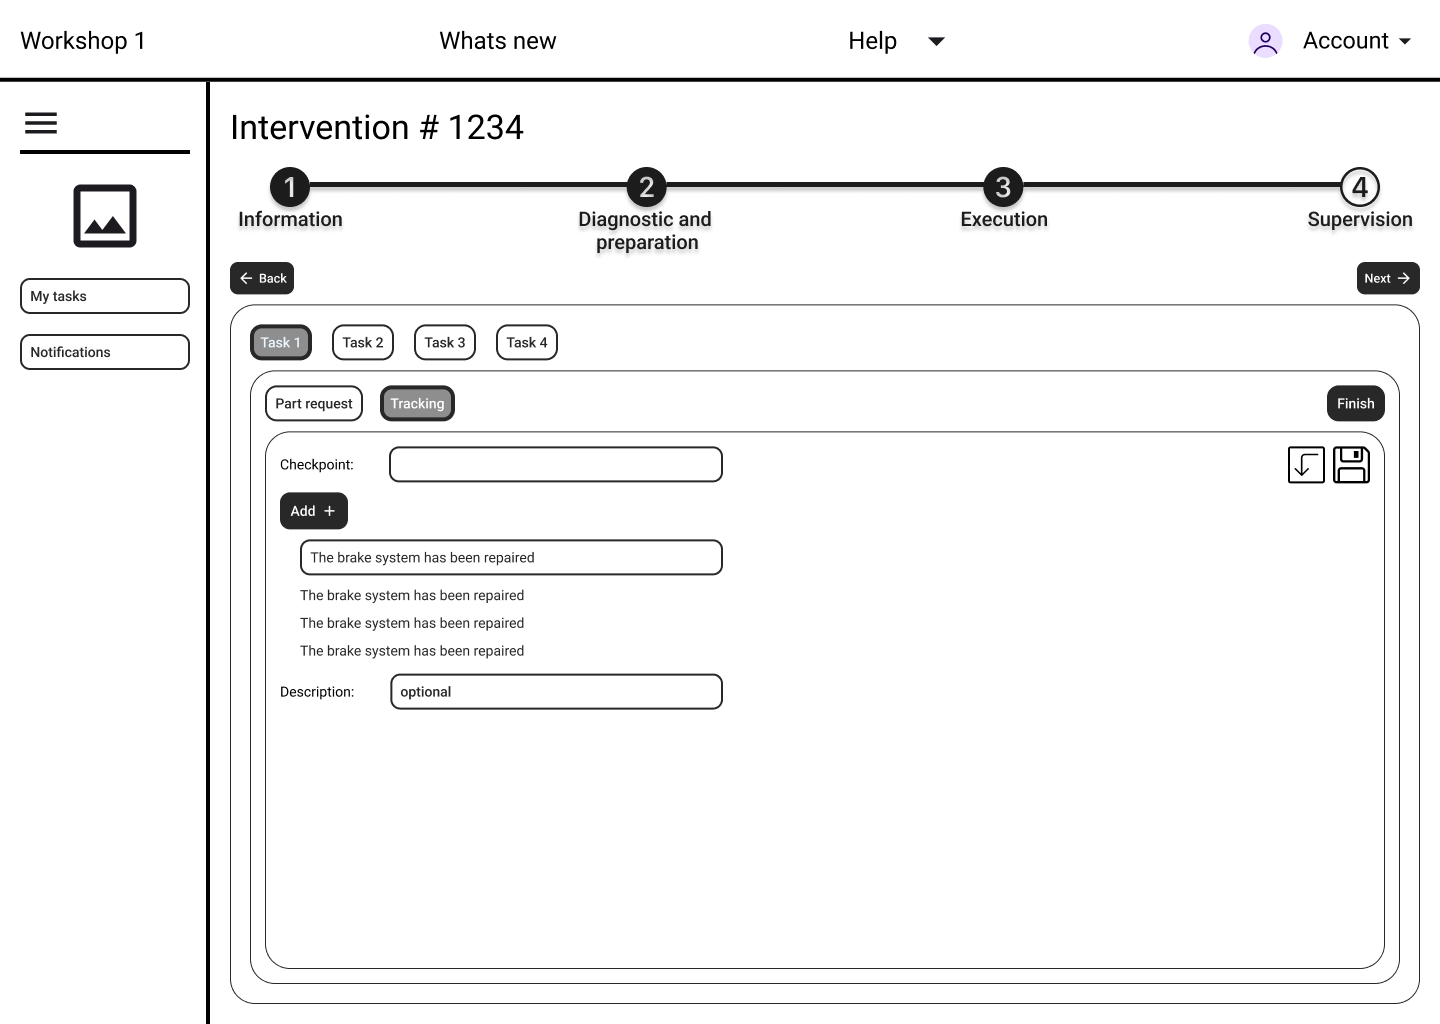 Workshop 1
Whats new
Help
Account
Intervention # 1234
1
2
3
4
Information
Diagnostic and
preparation
Execution
Supervision
Back
Next
My tasks
Notifications
Task 1
Task 2
Task 3
Task 4
Part request
Tracking
Finish
Checkpoint:
Add +
The brake system has been repaired
The brake system has been repaired
The brake system has been repaired
The brake system has been repaired
Description:
optional